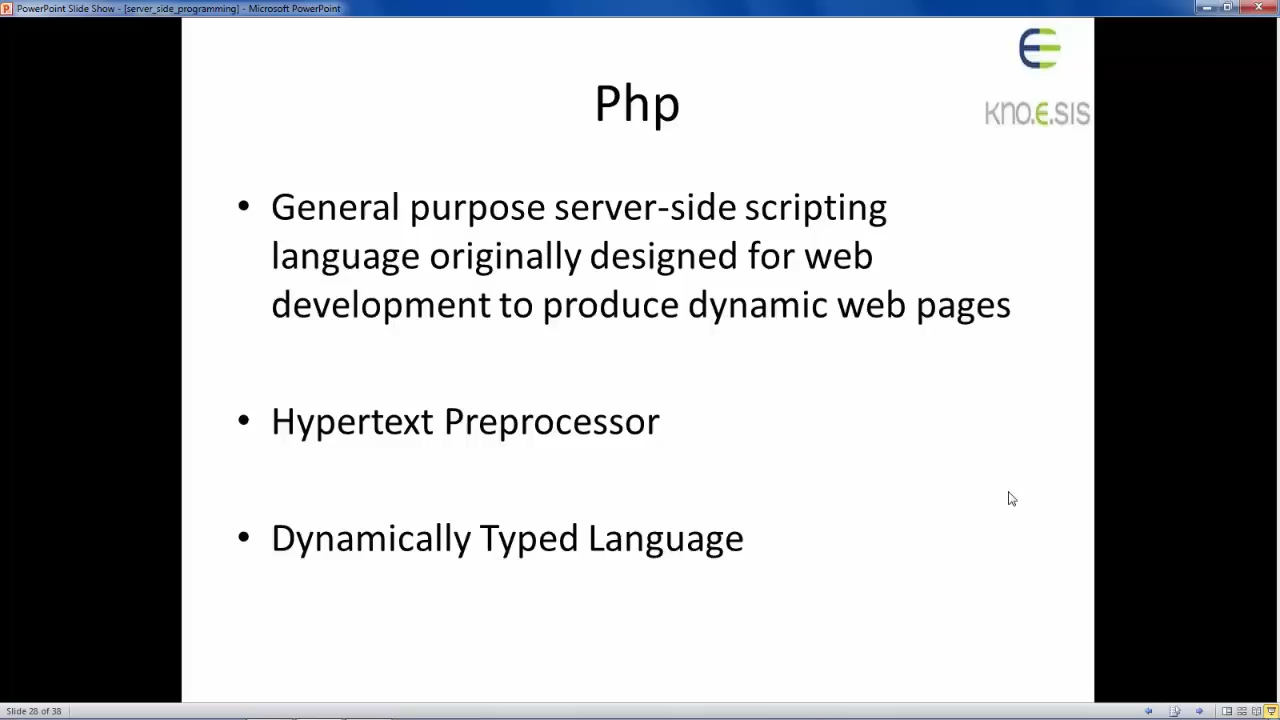 PowerPoint Slide Show - [server_side_programming] - Microsoft PowerPoint
KNO.E.SIS
Php
• General purpose server-side scripting
language originally designed for web
development to produce dynamic web pages
• Hypertext Preprocessor
• Dynamically Typed Language
Slide 28 of 38